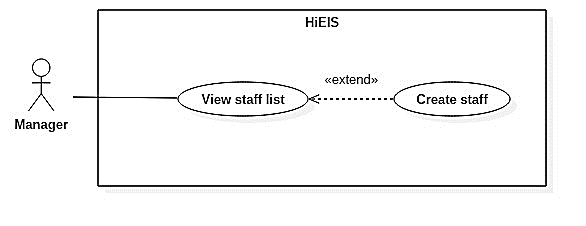 HiEIS
«extend»
View staff list
Create staff
Manager